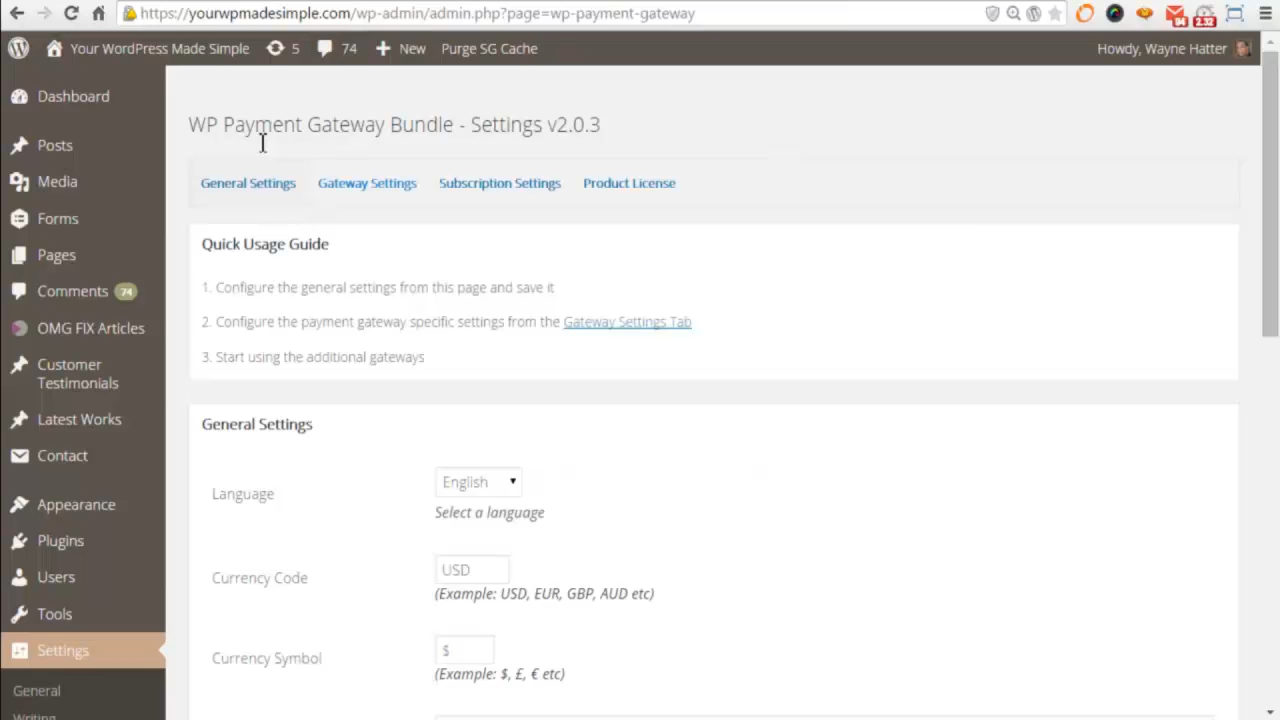 https://yourwpmadesimple.com/wp-admin/admin.php?page=wp-payment-gateway
94
2.32
Your WordPress Made Simple
5
74
New
Purge SG Cache
Howdy, Wayne Hatter
Dashboard
Posts
Media
Forms
Pages
Comments 74
OMG FIX Articles
Customer
Testimonials
Latest Works
Contact
Appearance
Plugins
Users
Tools
Settings
General
Writing
WP Payment Gateway Bundle - Settings v2.0.3
General Settings
Gateway Settings
Subscription Settings
Product License
Quick Usage Guide
1. Configure the general settings from this page and save it
2. Configure the payment gateway specific settings from the Gateway Settings Tab
3. Start using the additional gateways
General Settings
Language
English
Select a language
Currency Code
USD
(Example: USD, EUR, GBP, AUD etc)
Currency Symbol
$
(Example: $, £, € etc)